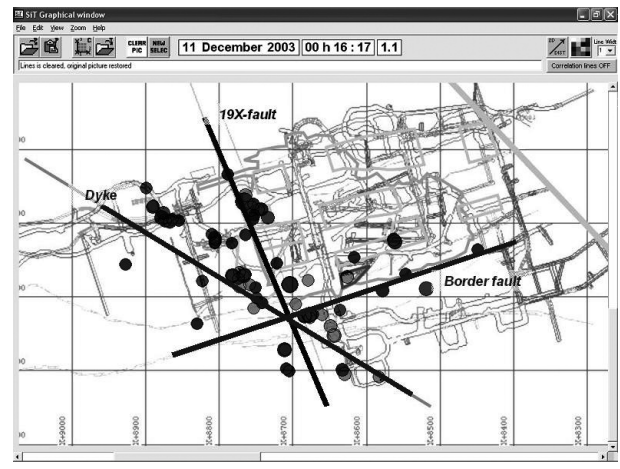 SiT Graphical window
File Edit View Zoom Help
CLEAR PIC
NEW SELEC
11 December 2003
00 h 16 : 17
1.1
Line Widt
1
Lines is cleared, original picture restored
Correlation lines OFF
19X-fault
Dyke
Border fault
X+9000
X+8900
X+8800
X+8700
X+8600
X+8500
X+8400
X+8300